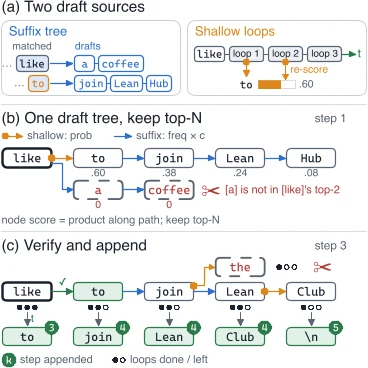 (a) Two draft sources
Suffix tree
matched drafts
... like a coffee
... to join Lean Hub
Shallow loops
like loop 1 loop 2 loop 3 t
re-score
to .60
(b) One draft tree, keep top-N step 1
shallow: prob suffix: freq × c
like to join Lean Hub
.60 .38 .24 .08
a coffee [a] is not in [like]'s top-2
0 0
node score = product along path; keep top-N
(c) Verify and append step 3
the
like ✓ to join Lean Club
t
to 3 join 4 Lean 4 Club 4 \n 5
k step appended loops done / left